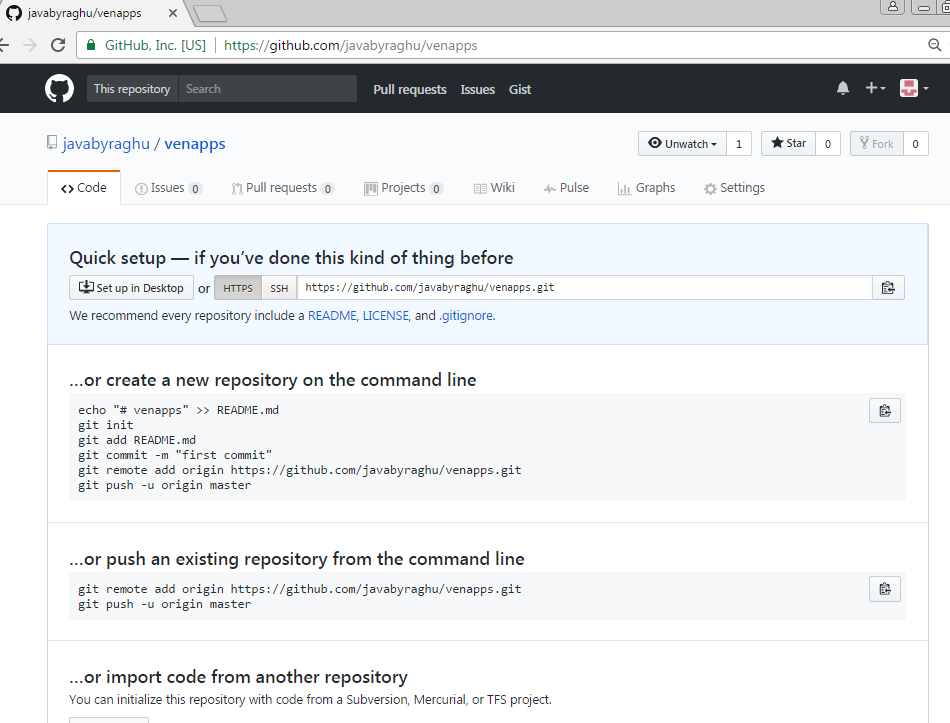 javabyraghu/venapps
GitHub, Inc. [US] https://github.com/javabyraghu/venapps
This repository Search Pull requests Issues Gist
javabyraghu / venapps Unwatch 1 Star 0 Fork 0
Code Issues 0 Pull requests 0 Projects 0 Wiki Pulse Graphs Settings
Quick setup — if you've done this kind of thing before
Set up in Desktop or HTTPS SSH https://github.com/javabyraghu/venapps.git
We recommend every repository include a README, LICENSE, and .gitignore.
…or create a new repository on the command line
echo "# venapps" >> README.md
git init
git add README.md
git commit -m "first commit"
git remote add origin https://github.com/javabyraghu/venapps.git
git push -u origin master
…or push an existing repository from the command line
git remote add origin https://github.com/javabyraghu/venapps.git
git push -u origin master
…or import code from another repository
You can initialize this repository with code from a Subversion, Mercurial, or TFS project.